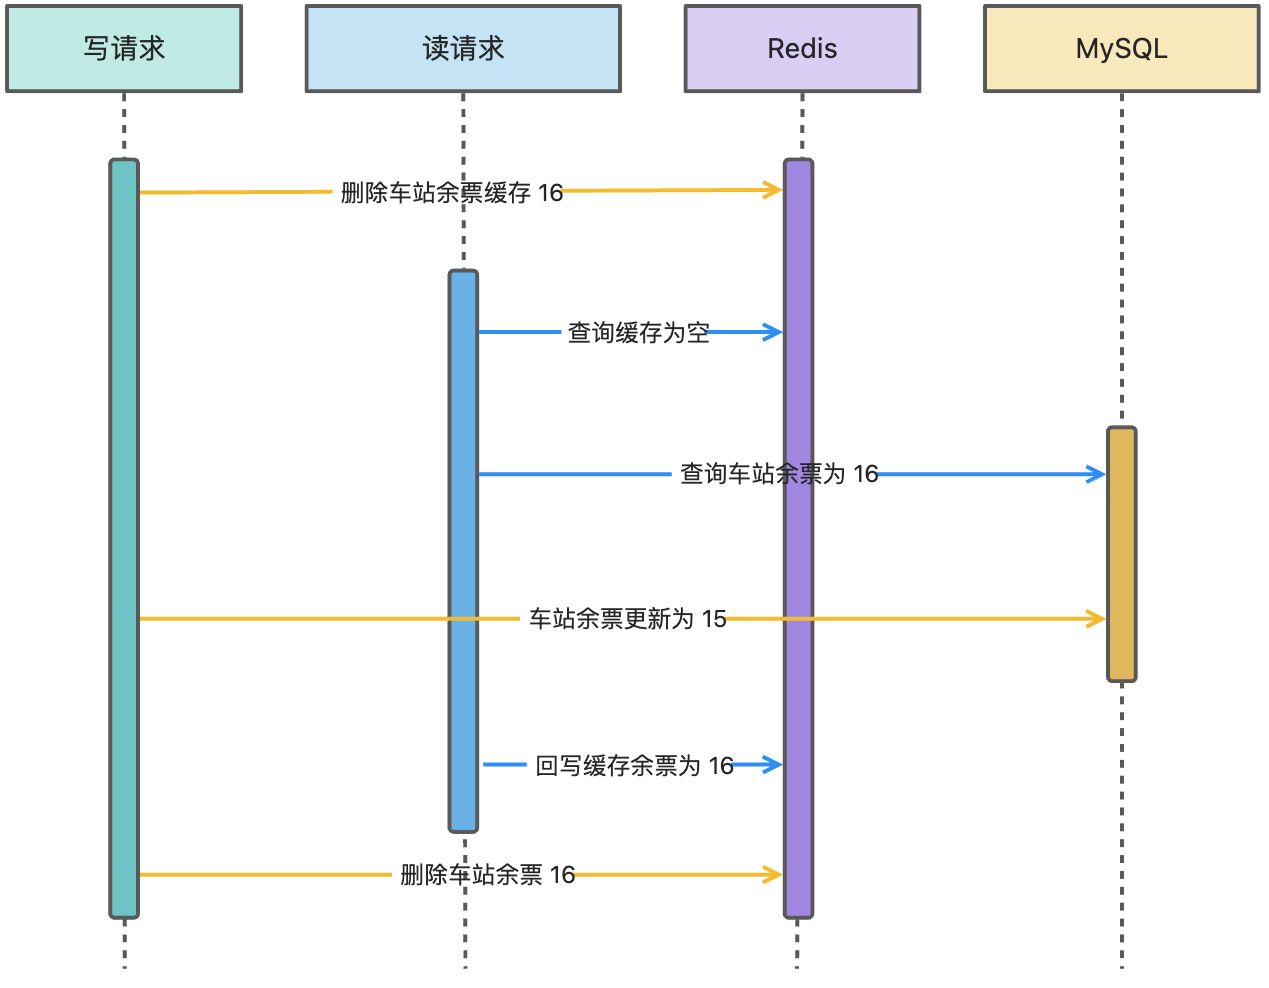 写请求
读请求
Redis
MySQL
删除车站余票缓存 16
查询缓存为空
查询车站余票为 16
车站余票更新为 15
回写缓存余票为 16
删除车站余票 16